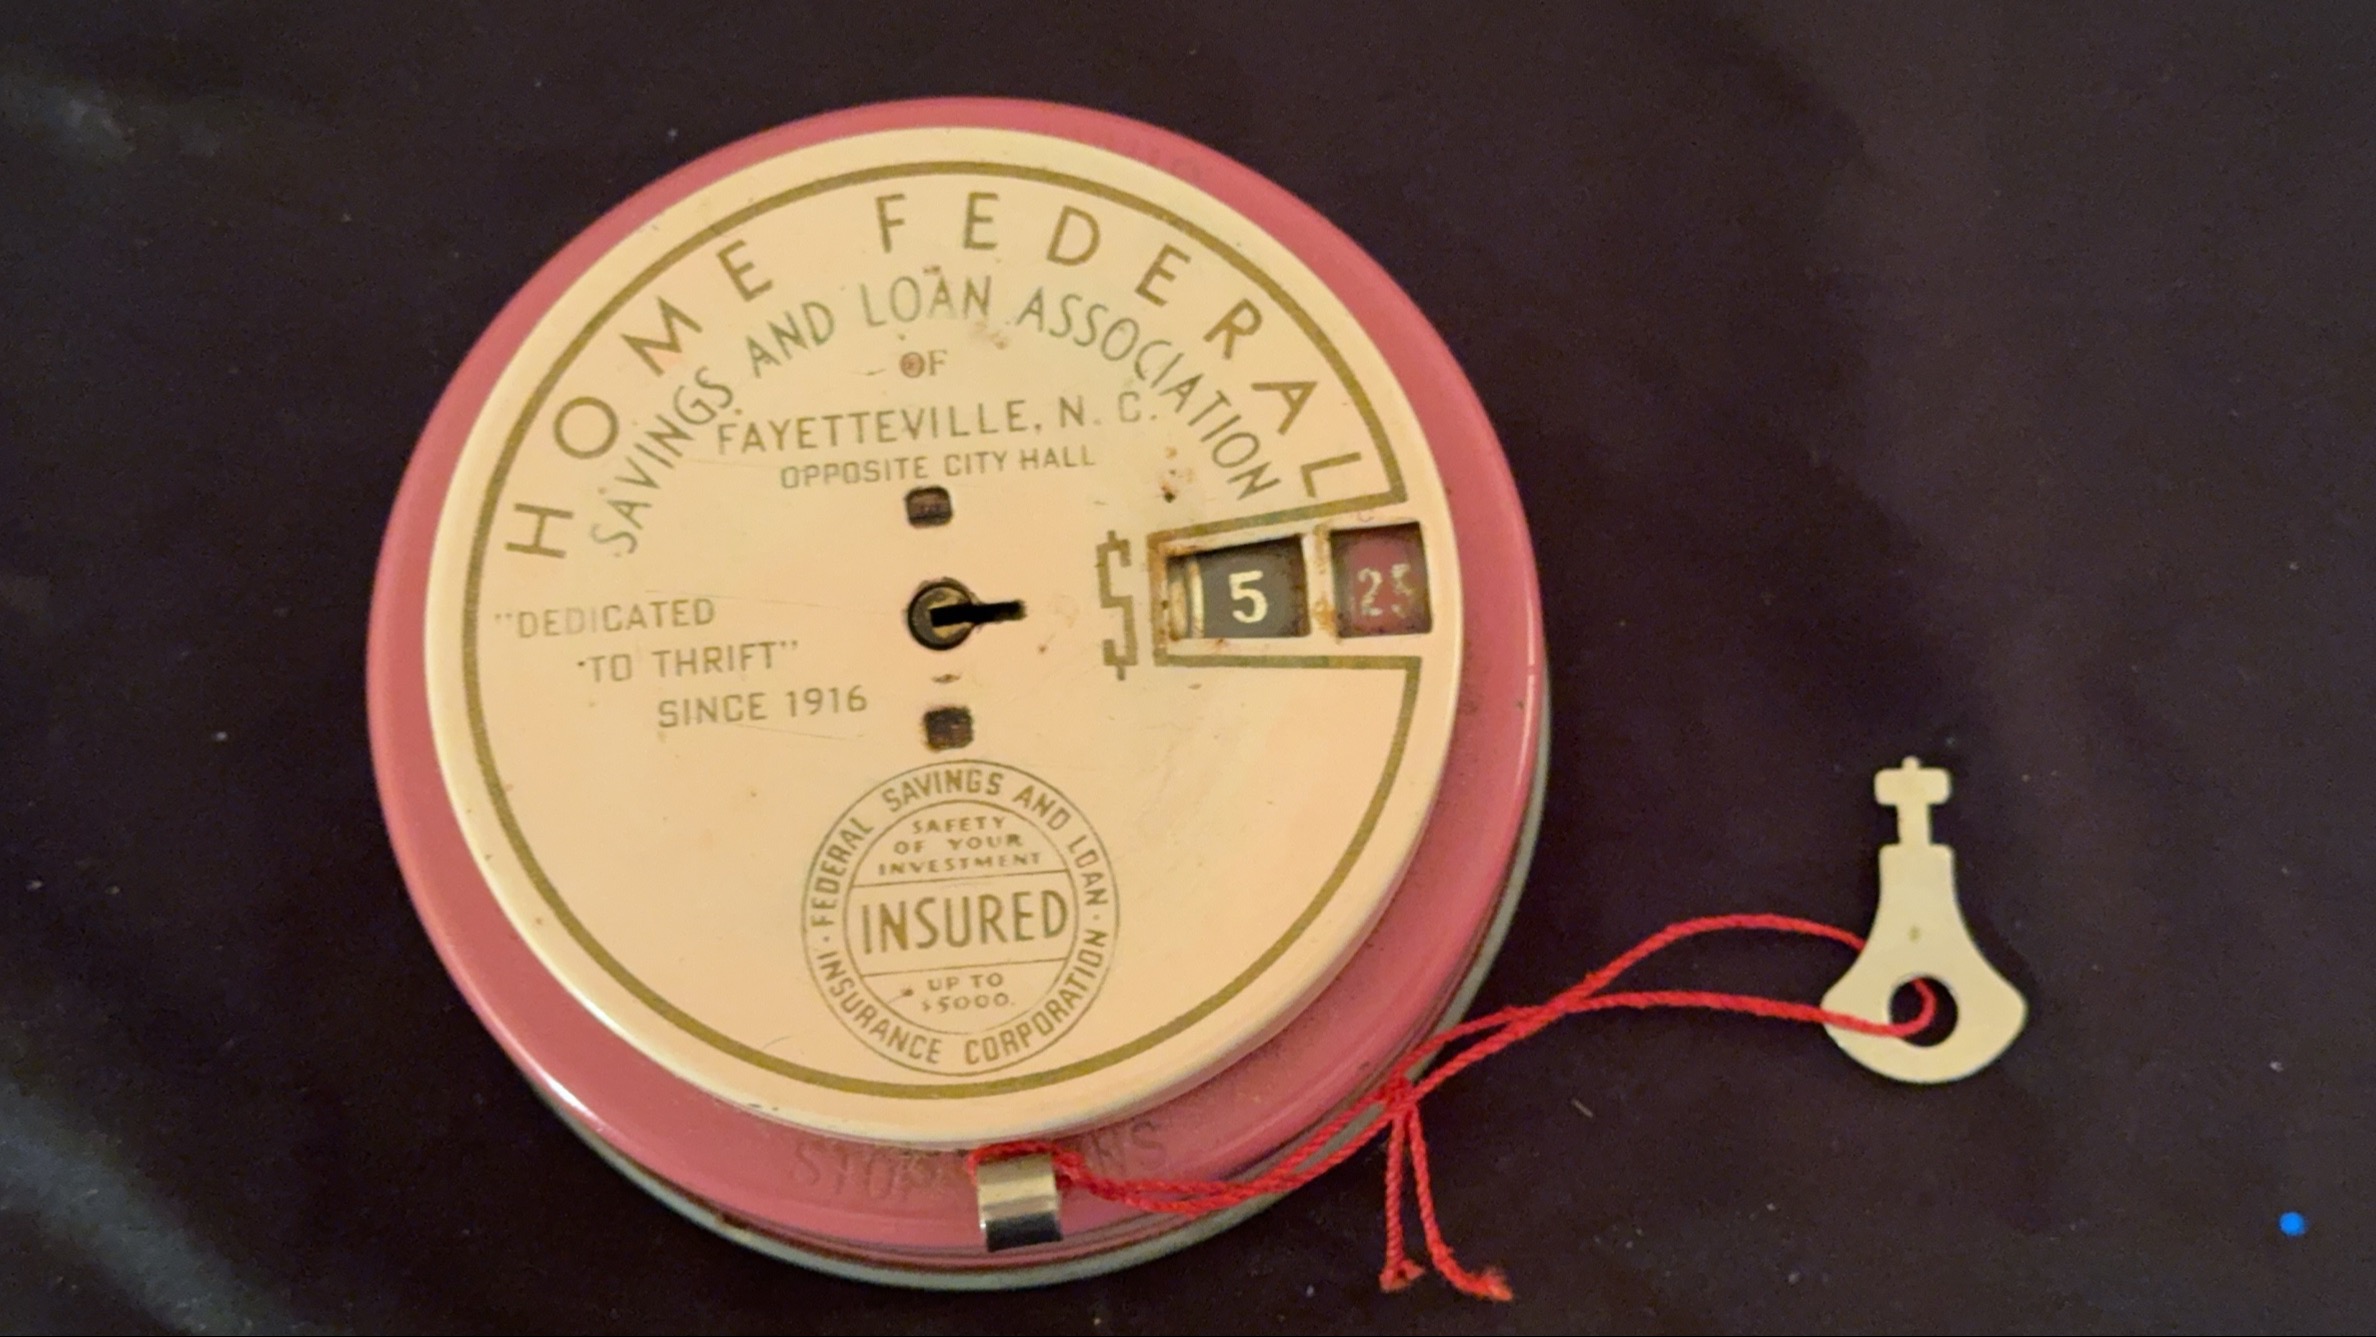 HOME FEDERAL
SAVINGS AND LOAN ASSOCIATION
OF
FAYETTEVILLE, N. C.
OPPOSITE CITY HALL
$ 5 25
"DEDICATED
TO THRIFT"
SINCE 1916
· FEDERAL SAVINGS AND LOAN ·
INSURANCE CORPORATION
SAFETY
OF YOUR
INVESTMENT
INSURED
UP TO
$5000.